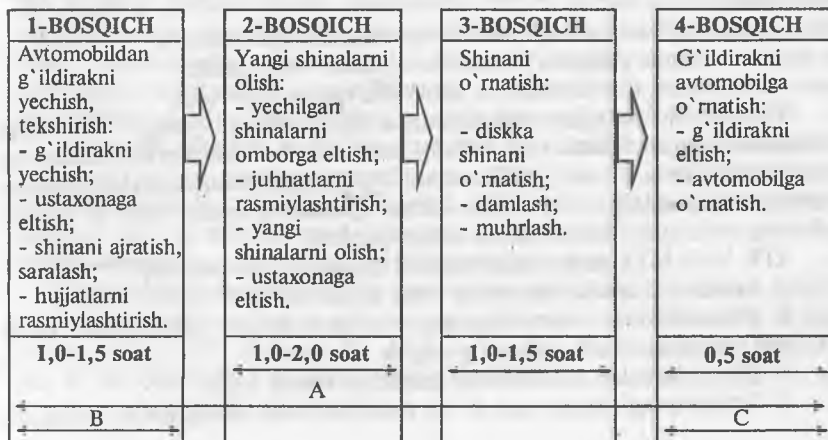 1-BOSQICH
Avtomobildan
g`ildirakni
yechish,
tekshirish:
- g`ildirakni
yechish;
- ustaxonaga
eltish;
- shinani ajratish,
saralash;
- hujjatlarni
rasmiylashtirish.
1,0-1,5 soat
2-BOSQICH
Yangi shinalarni
olish:
- yechilgan
shinalarni
omborga eltish;
- juhhatlarni
rasmiylashtirish;
- yangi
shinalarni olish;
- ustaxonaga
eltish.
1,0-2,0 soat
3-BOSQICH
Shinani
o`rnatish:
- diskka
shinani
o`rnatish;
- damlash;
- muhrlash.
1,0-1,5 soat
4-BOSQICH
G`ildirakni
avtomobilga
o`rnatish:
- g`ildirakni
eltish;
- avtomobilga
o`rnatish.
0,5 soat
A
B
C